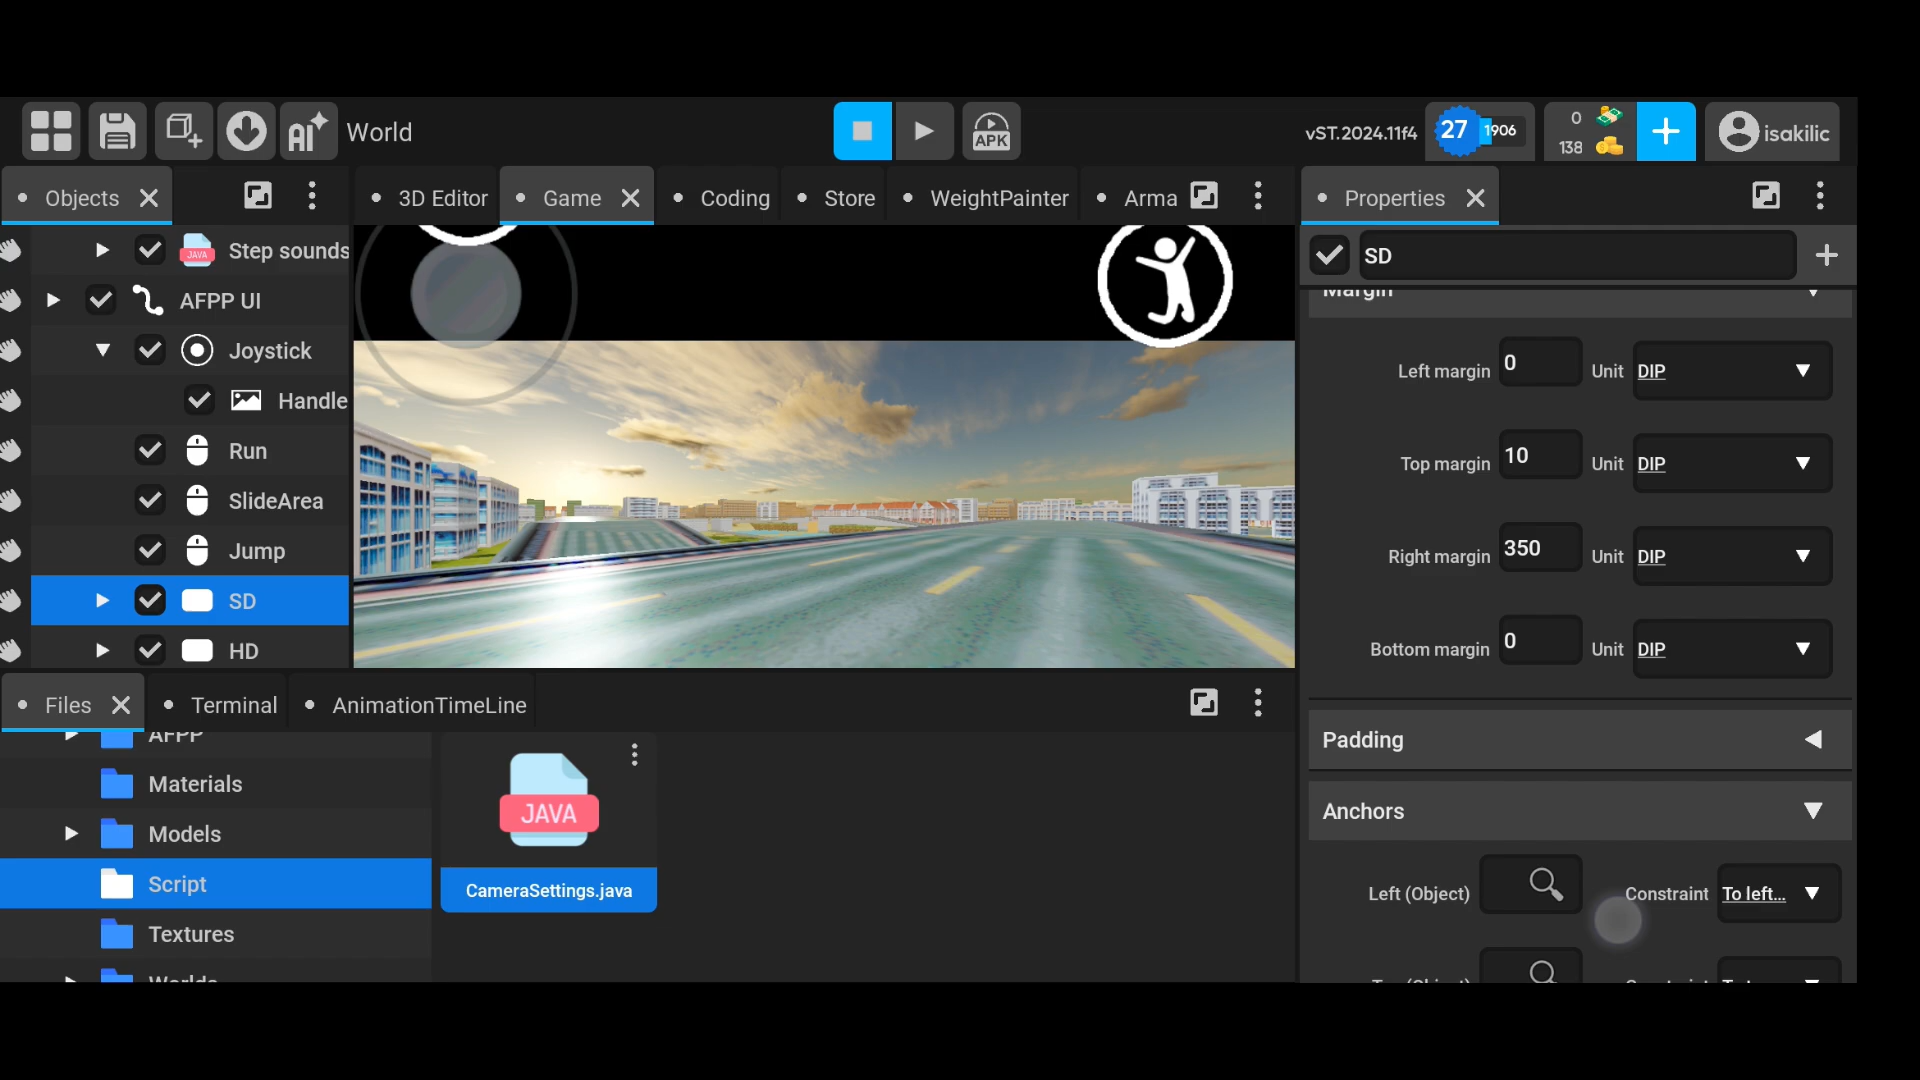 World
APK
vST.2024.11f4
27
1906
0
138
isakilic
Objects
3D Editor
Game
Coding
Store
WeightPainter
Arma
Properties
JAVA
Step sounds
AFPP UI
Joystick
Handle
Run
SlideArea
Jump
SD
HD
SD
Margin
Left margin 0 Unit DIP
Top margin 10 Unit DIP
Right margin 350 Unit DIP
Bottom margin 0 Unit DIP
Padding
Anchors
Left (Object) Constraint To left...
Files
Terminal
AnimationTimeLine
AFPP
Materials
Models
Script
Textures
Worlds
JAVA
CameraSettings.java